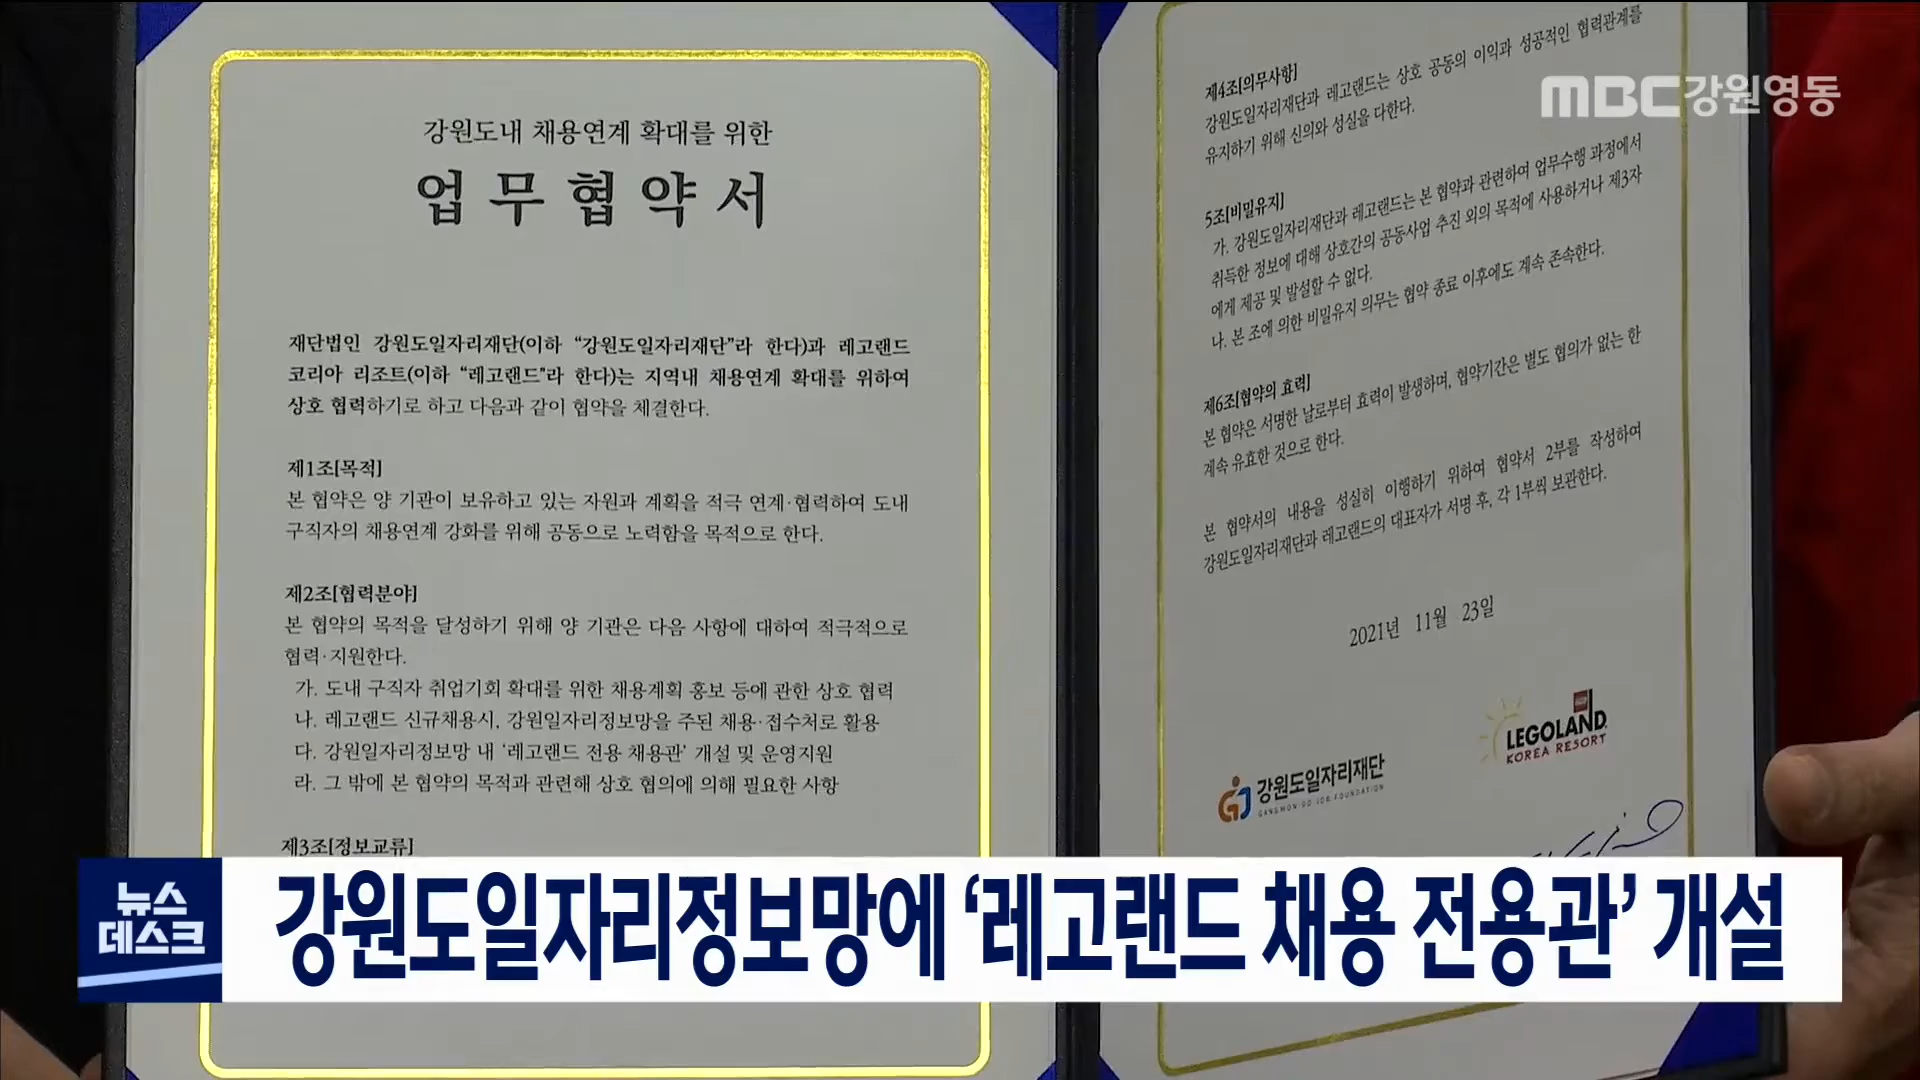 강원도내 채용연계 확대를 위한
업무협약서
재단법인 강원도일자리재단(이하 “강원도일자리재단”라 한다)과 레고랜드
코리아 리조트(이하 “레고랜드”라 한다)는 지역내 채용연계 확대를 위하여
상호 협력하기로 하고 다음과 같이 협약을 체결한다.
제1조[목적]
본 협약은 양 기관이 보유하고 있는 자원과 계획을 적극 연계·협력하여 도내
구직자의 채용연계 강화를 위해 공동으로 노력함을 목적으로 한다.
제2조[협력분야]
본 협약의 목적을 달성하기 위해 양 기관은 다음 사항에 대하여 적극적으로
협력·지원한다.
가. 도내 구직자 취업기회 확대를 위한 채용계획 홍보 등에 관한 상호 협력
나. 레고랜드 신규채용시, 강원일자리정보망을 주된 채용·접수처로 활용
다. 강원일자리정보망 내 ‘레고랜드 전용 채용관’ 개설 및 운영지원
라. 그 밖에 본 협약의 목적과 관련해 상호 협의에 의해 필요한 사항
제3조[정보교류]
제4조[의무사항]
강원도일자리재단과 레고랜드는 상호 공동의 이익과 성공적인 협력관계를
유지하기 위해 신의와 성실을 다한다.
5조[비밀유지]
가. 강원도일자리재단과 레고랜드는 본 협약과 관련하여 업무수행 과정에서
취득한 정보에 대해 상호간의 공동사업 추진 외의 목적에 사용하거나 제3자
에게 제공 및 발설할 수 없다.
나. 본 조에 의한 비밀유지 의무는 협약 종료 이후에도 계속 존속한다.
제6조[협약의 효력]
본 협약은 서명한 날로부터 효력이 발생하며, 협약기간은 별도 협의가 없는 한
계속 유효한 것으로 한다.
본 협약서의 내용을 성실히 이행하기 위하여 협약서 2부를 작성하여
강원도일자리재단과 레고랜드의 대표자가 서명 후, 각 1부씩 보관한다.
2021년 11월 23일
강원도일자리재단
GANGWON-DO JOB FOUNDATION
LEGOLAND
KOREA RESORT
MBC강원영동
뉴스
데스크
강원도일자리정보망에 ‘레고랜드 채용 전용관’ 개설